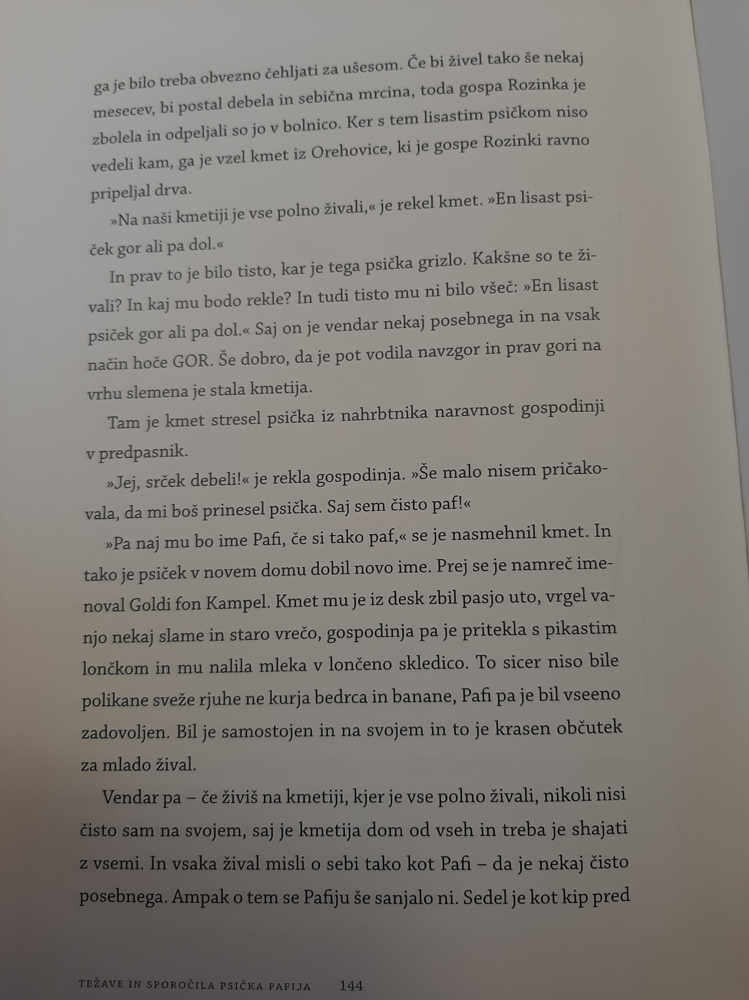 ga je bilo treba obvezno čehljati za ušesom. Če bi živel tako še nekaj
mesecev, bi postal debela in sebična mrcina, toda gospa Rozinka je
zbolela in odpeljali so jo v bolnico. Ker s tem lisastim psičkom niso
vedeli kam, ga je vzel kmet iz Orehovice, ki je gospe Rozinki ravno
pripeljal drva.
»Na naši kmetiji je vse polno živali,« je rekel kmet. »En lisast psi-
ček gor ali pa dol.«
In prav to je bilo tisto, kar je tega psička grizlo. Kakšne so te ži-
vali? In kaj mu bodo rekle? In tudi tisto mu ni bilo všeč: »En lisast
psiček gor ali pa dol.« Saj on je vendar nekaj posebnega in na vsak
način hoče GOR. Še dobro, da je pot vodila navzgor in prav gori na
vrhu slemena je stala kmetija.
Tam je kmet stresel psička iz nahrbtnika naravnost gospodinji
v predpasnik.
»Jej, srček debeli!« je rekla gospodinja. »Še malo nisem pričako-
vala, da mi boš prinesel psička. Saj sem čisto paf!«
»Pa naj mu bo ime Pafi, če si tako paf,« se je nasmehnil kmet. In
tako je psiček v novem domu dobil novo ime. Prej se je namreč ime-
noval Goldi fon Kampel. Kmet mu je iz desk zbil pasjo uto, vrgel va-
njo nekaj slame in staro vrečo, gospodinja pa je pritekla s pikastim
lončkom in mu nalila mleka v lončeno skledico. To sicer niso bile
polikane sveže rjuhe ne kurja bedrca in banane, Pafi pa je bil vseeno
zadovoljen. Bil je samostojen in na svojem in to je krasen občutek
za mlado žival.
Vendar pa – če živiš na kmetiji, kjer je vse polno živali, nikoli nisi
čisto sam na svojem, saj je kmetija dom od vseh in treba je shajati
z vsemi. In vsaka žival misli o sebi tako kot Pafi – da je nekaj čisto
posebnega. Ampak o tem se Pafiju še sanjalo ni. Sedel je kot kip pred
TEŽAVE IN SPOROČILA PSIČKA PAFIJA 144